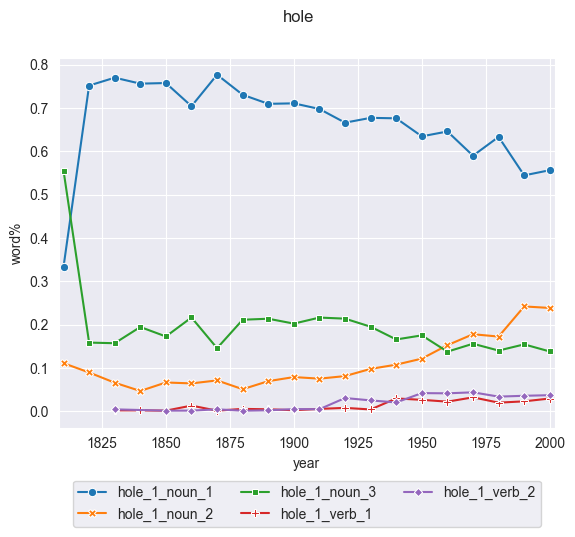 hole
0.8
0.7
0.6
0.5
0.4
0.3
0.2
0.1
0.0
word%
1825 1850 1875 1900 1925 1950 1975 2000
year
hole_1_noun_1 hole_1_noun_3 hole_1_verb_2
hole_1_noun_2 hole_1_verb_1